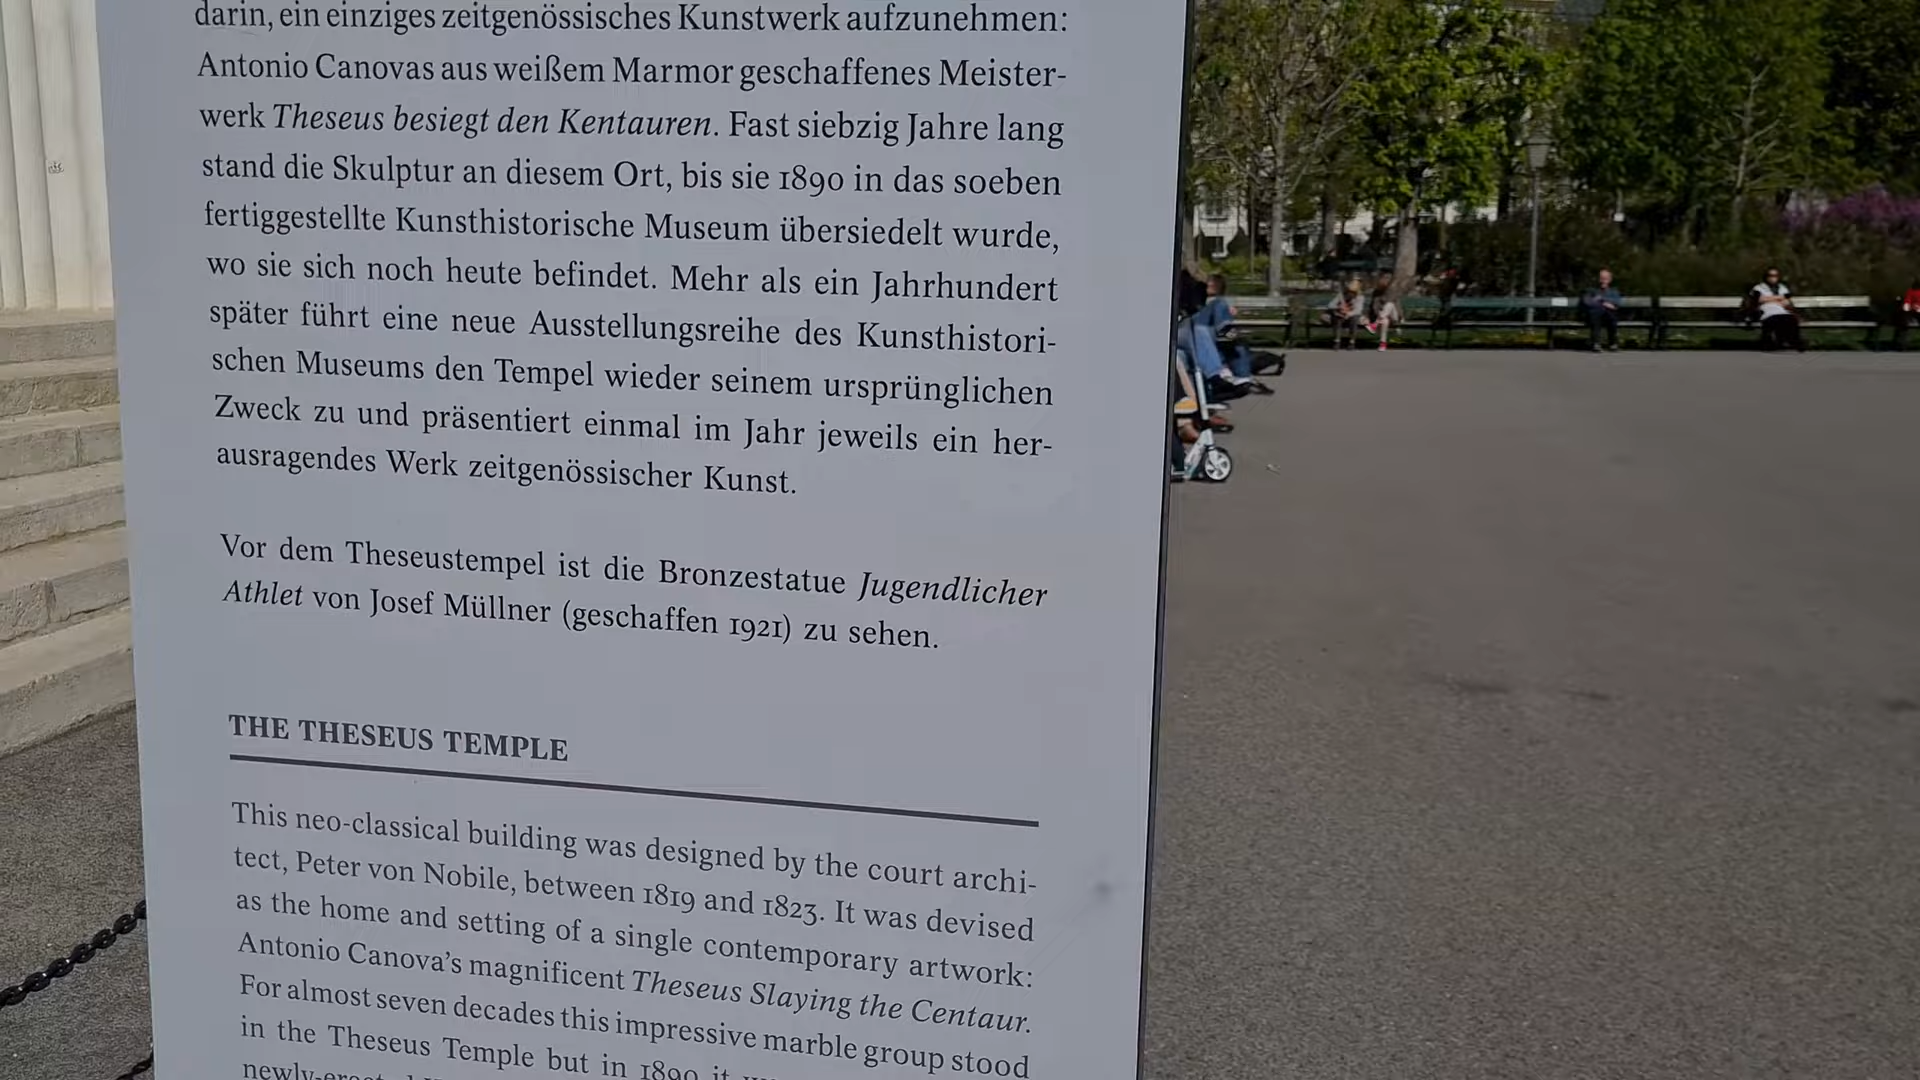 darin, ein einziges zeitgenössisches Kunstwerk aufzunehmen:
Antonio Canovas aus weißem Marmor geschaffenes Meister-
werk Theseus besiegt den Kentauren. Fast siebzig Jahre lang
stand die Skulptur an diesem Ort, bis sie 1890 in das soeben
fertiggestellte Kunsthistorische Museum übersiedelt wurde,
wo sie sich noch heute befindet. Mehr als ein Jahrhundert
später führt eine neue Ausstellungsreihe des Kunsthistori-
schen Museums den Tempel wieder seinem ursprünglichen
Zweck zu und präsentiert einmal im Jahr jeweils ein her-
ausragendes Werk zeitgenössischer Kunst.
Vor dem Theseustempel ist die Bronzestatue Jugendlicher
Athlet von Josef Müllner (geschaffen 1921) zu sehen.
THE THESEUS TEMPLE
This neo-classical building was designed by the court archi-
tect, Peter von Nobile, between 1819 and 1823. It was devised
as the home and setting of a single contemporary artwork:
Antonio Canova's magnificent Theseus Slaying the Centaur.
For almost seven decades this impressive marble group stood
in the Theseus Temple but in 1890 it